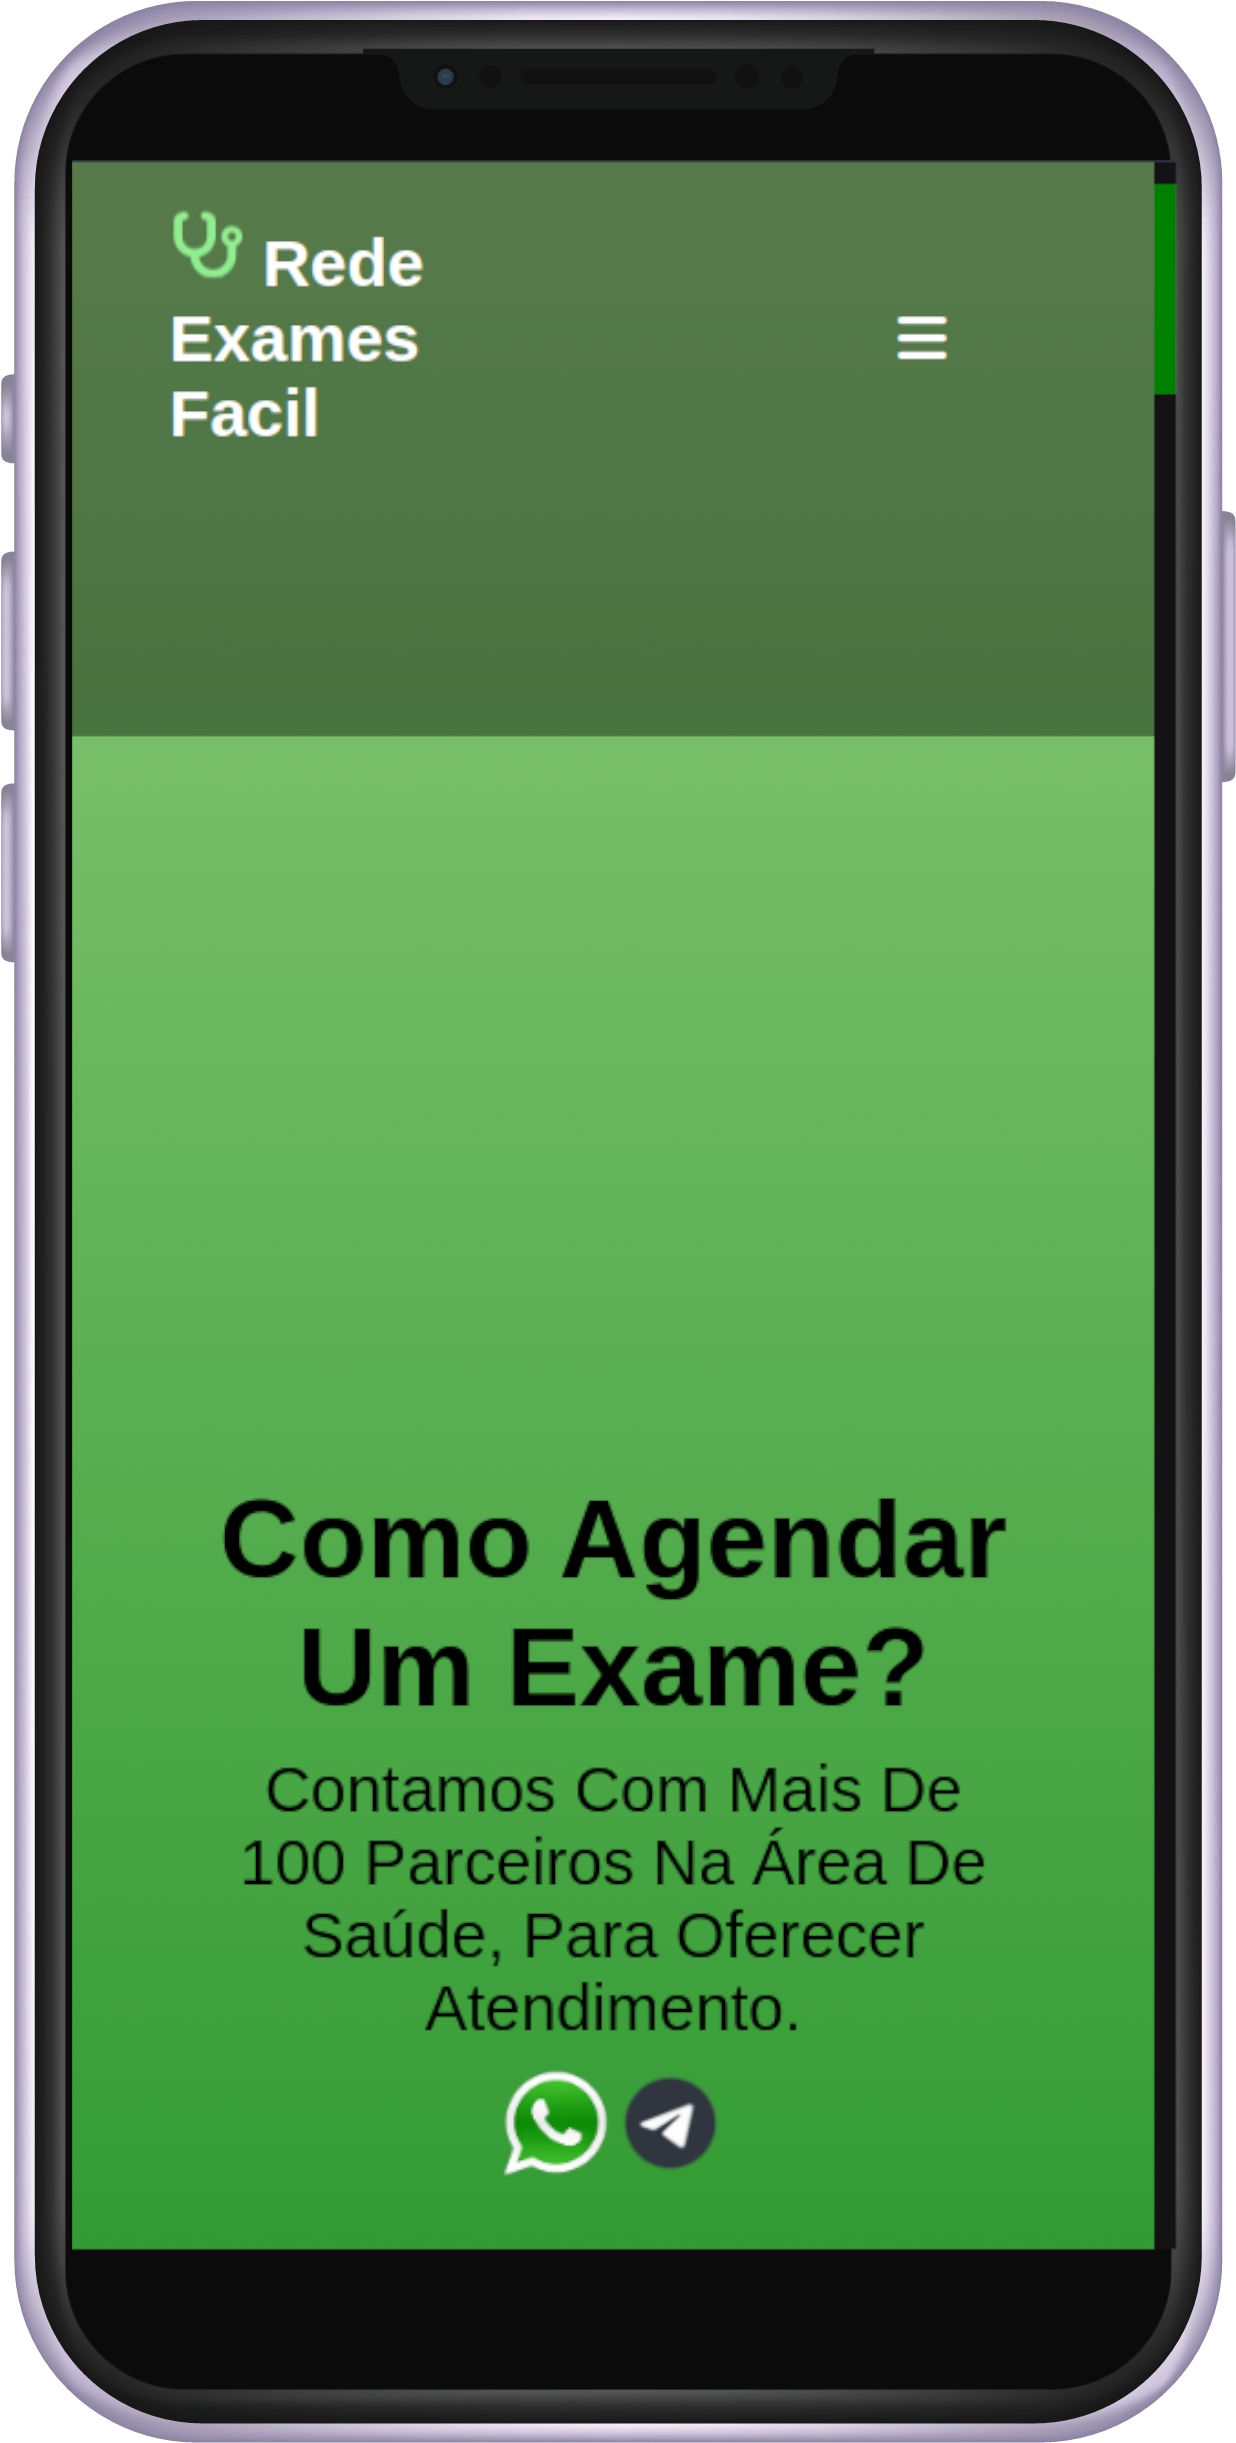 Rede
Exames
Facil
Como Agendar
Um Exame?
Contamos Com Mais De
100 Parceiros Na Área De
Saúde, Para Oferecer
Atendimento.